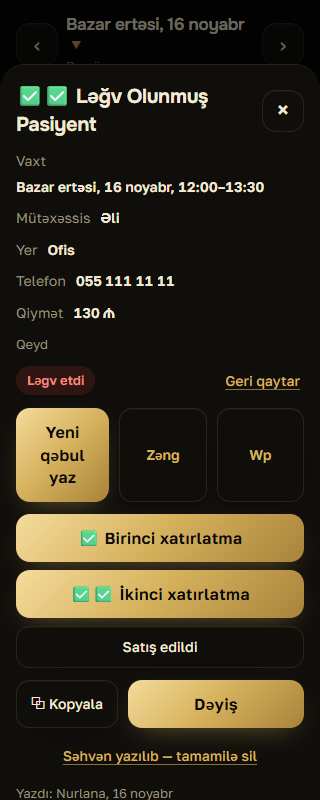 Bazar ertəsi, 16 noyabr
▼
‹
›
✅✅ Ləğv Olunmuş
Pasiyent
×
Vaxt
Bazar ertəsi, 16 noyabr, 12:00–13:30
Mütəxəssis Əli
Yer Ofis
Telefon 055 111 11 11
Qiymət 130 ₼
Qeyd
Ləğv etdi
Geri qaytar
Yeni
qəbul
yaz
Zəng
Wp
✅ Birinci xatırlatma
✅✅ İkinci xatırlatma
Satış edildi
Kopyala
Dəyiş
Səhvən yazılıb — tamamilə sil
Yazdı: Nurlana, 16 noyabr